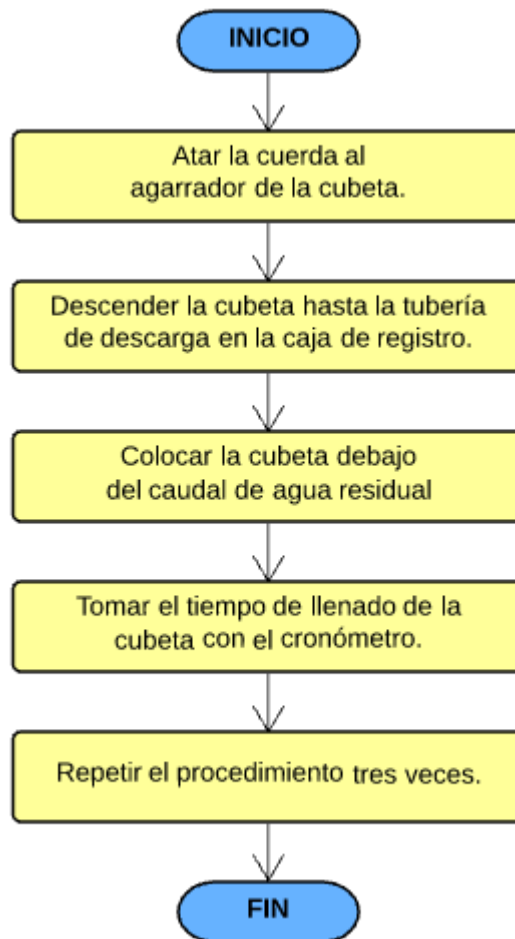 INICIO
Atar la cuerda al
agarrador de la cubeta.
Descender la cubeta hasta la tubería
de descarga en la caja de registro.
Colocar la cubeta debajo
del caudal de agua residual
Tomar el tiempo de llenado de la
cubeta con el cronómetro.
Repetir el procedimiento tres veces.
FIN